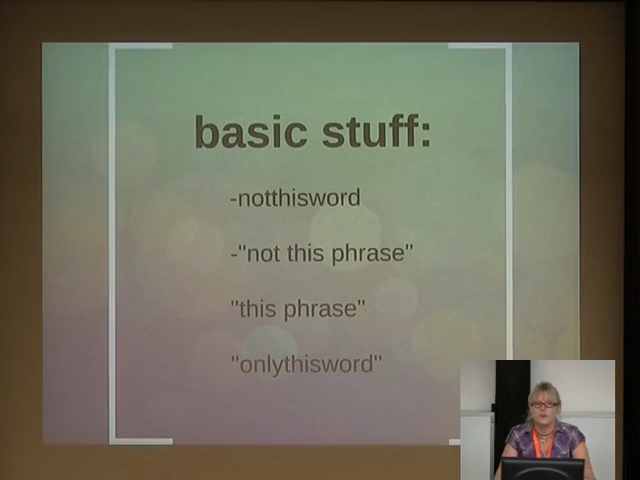 basic stuff:
-notthisword
-"not this phrase"
"this phrase"
"onlythisword"